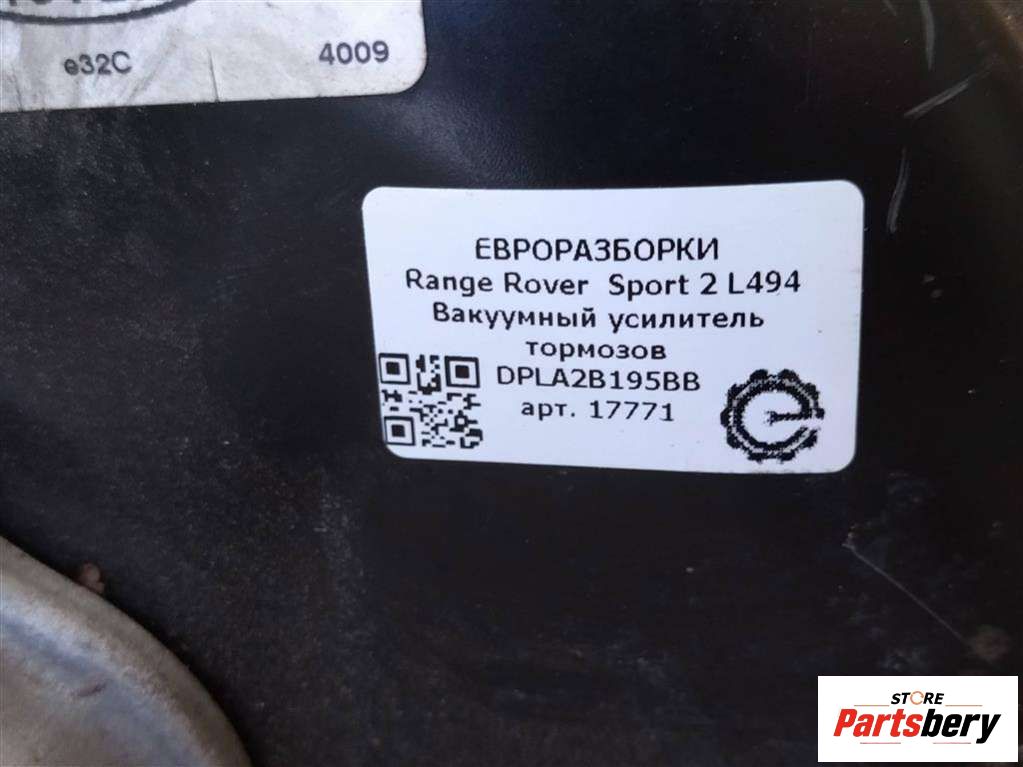 e32C 4009
ЕВРОРАЗБОРКИ
Range Rover Sport 2 L494
Вакуумный усилитель
тормозов
DPLA2B195BB
арт. 17771
STORE
Partsbery